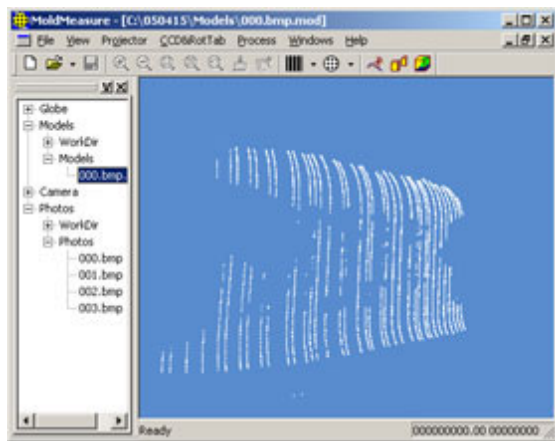 MoldMeasure - [C:\050415\Models\000.bmp.mod]
File View Projector CCD&RotTab Process Windows Help
Globe
Models
WorkDir
Models
000.bmp.
Camera
Photos
WorkDir
Photos
000.bmp
001.bmp
002.bmp
003.bmp
Ready 000000000.00 00000000